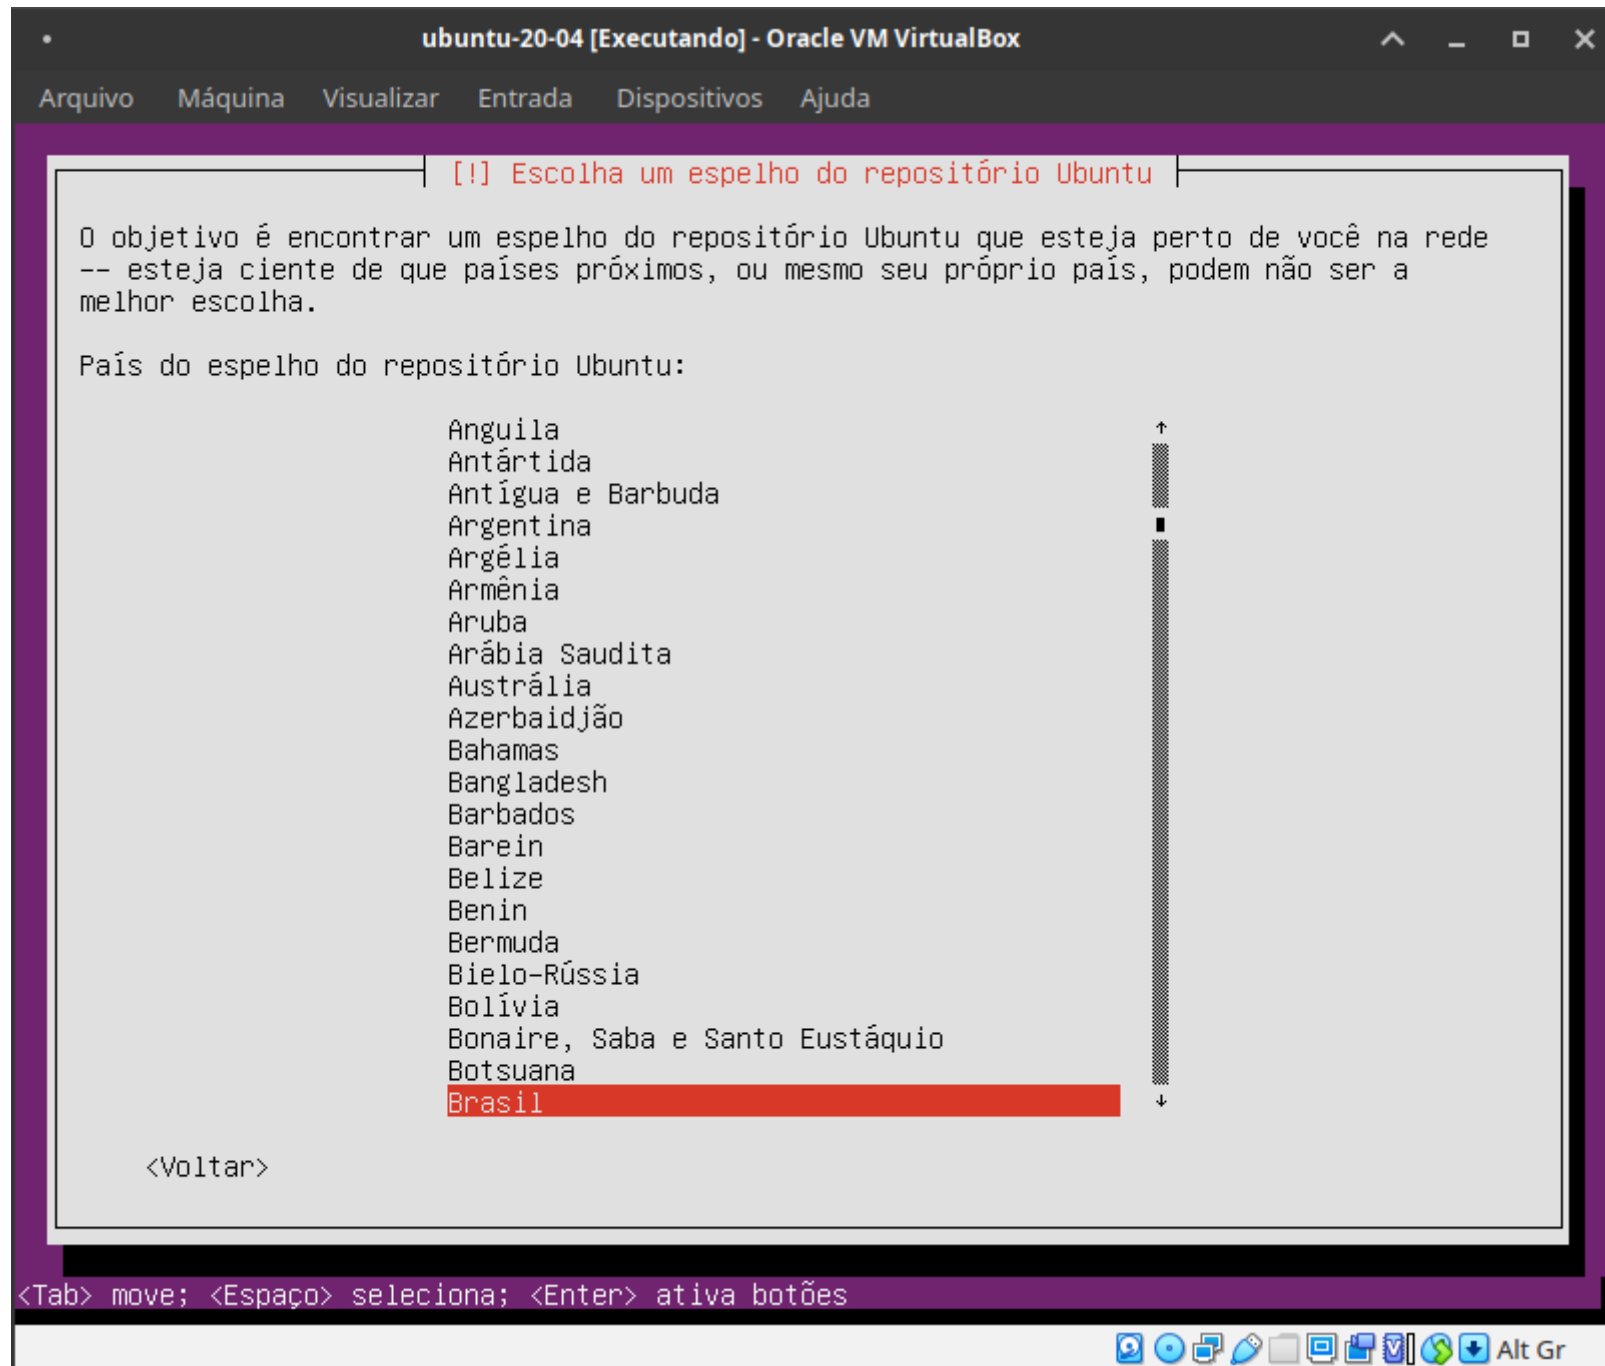 ubuntu-20-04 [Executando] - Oracle VM VirtualBox
Arquivo Máquina Visualizar Entrada Dispositivos Ajuda
[!] Escolha um espelho do repositório Ubuntu
O objetivo é encontrar um espelho do repositório Ubuntu que esteja perto de você na rede
-- esteja ciente de que países próximos, ou mesmo seu próprio país, podem não ser a
melhor escolha.
País do espelho do repositório Ubuntu:
Anguila
Antártida
Antígua e Barbuda
Argentina
Argélia
Armênia
Aruba
Arábia Saudita
Austrália
Azerbaidjão
Bahamas
Bangladesh
Barbados
Barein
Belize
Benin
Bermuda
Bielo-Rússia
Bolívia
Bonaire, Saba e Santo Eustáquio
Botsuana
Brasil
<Voltar>
<Tab> move; <Espaço> seleciona; <Enter> ativa botões
Alt Gr